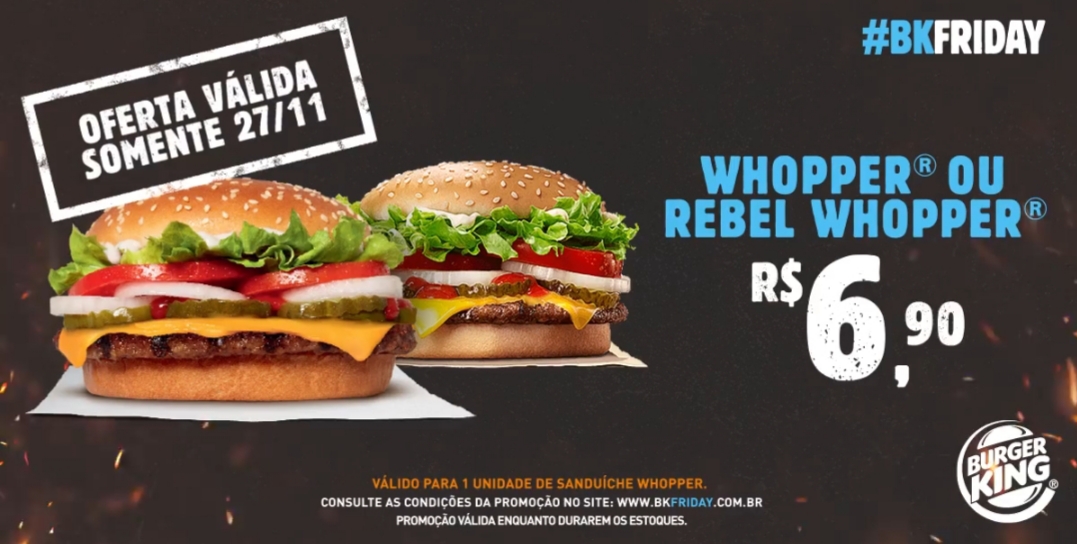 #BKFRIDAY
OFERTA VÁLIDA
SOMENTE 27/11
WHOPPER® OU
REBEL WHOPPER®
R$ 6,90
VÁLIDO PARA 1 UNIDADE DE SANDUÍCHE WHOPPER.
CONSULTE AS CONDIÇÕES DA PROMOÇÃO NO SITE: WWW.BKFRIDAY.COM.BR
PROMOÇÃO VÁLIDA ENQUANTO DURAREM OS ESTOQUES.
BURGER
KING®